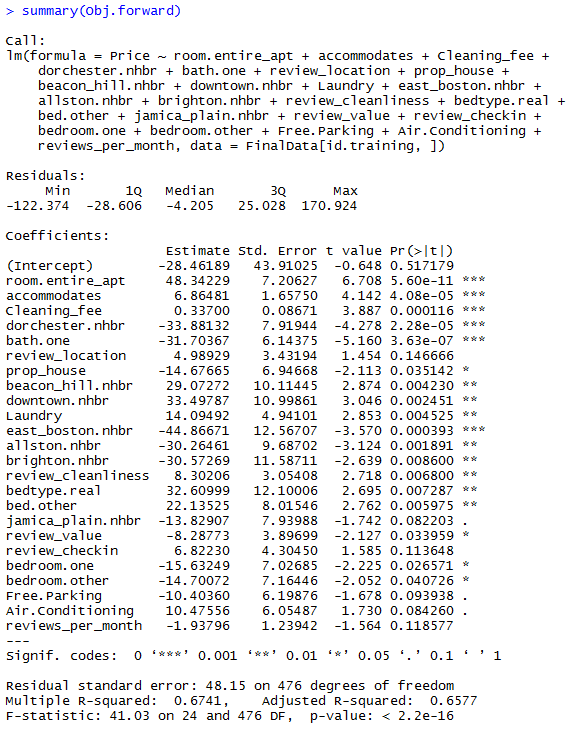 > summary(Obj.forward)
Call:
lm(formula = Price ~ room.entire_apt + accommodates + Cleaning_fee +
    dorchester.nhbr + bath.one + review_location + prop_house +
    beacon_hill.nhbr + downtown.nhbr + Laundry + east_boston.nhbr +
    allston.nhbr + brighton.nhbr + review_cleanliness + bedtype.real +
    bed.other + jamica_plain.nhbr + review_value + review_checkin +
    bedroom.one + bedroom.other + Free.Parking + Air.Conditioning +
    reviews_per_month, data = FinalData[id.training, ])
Residuals:
     Min       1Q   Median       3Q      Max
-122.374  -28.606   -4.205   25.028  170.924
Coefficients:
                    Estimate Std. Error t value Pr(>|t|)
(Intercept)        -28.46189   43.91025  -0.648 0.517179
room.entire_apt     48.34229    7.20627   6.708 5.60e-11 ***
accommodates         6.86481    1.65750   4.142 4.08e-05 ***
Cleaning_fee         0.33700    0.08671   3.887 0.000116 ***
dorchester.nhbr    -33.88132    7.91944  -4.278 2.28e-05 ***
bath.one           -31.70367    6.14375  -5.160 3.63e-07 ***
review_location      4.98929    3.43194   1.454 0.146666
prop_house         -14.67665    6.94668  -2.113 0.035142 *
beacon_hill.nhbr    29.07272   10.11445   2.874 0.004230 **
downtown.nhbr       33.49787   10.99861   3.046 0.002451 **
Laundry             14.09492    4.94101   2.853 0.004525 **
east_boston.nhbr   -44.86671   12.56707  -3.570 0.000393 ***
allston.nhbr       -30.26461    9.68702  -3.124 0.001891 **
brighton.nhbr      -30.57269   11.58711  -2.639 0.008600 **
review_cleanliness   8.30206    3.05408   2.718 0.006800 **
bedtype.real        32.60999   12.10006   2.695 0.007287 **
bed.other           22.13525    8.01546   2.762 0.005975 **
jamica_plain.nhbr  -13.82907    7.93988  -1.742 0.082203 .
review_value        -8.28773    3.89699  -2.127 0.033959 *
review_checkin       6.82230    4.30450   1.585 0.113648
bedroom.one        -15.63249    7.02685  -2.225 0.026571 *
bedroom.other      -14.70072    7.16446  -2.052 0.040726 *
Free.Parking       -10.40360    6.19876  -1.678 0.093938 .
Air.Conditioning    10.47556    6.05487   1.730 0.084260 .
reviews_per_month   -1.93796    1.23942  -1.564 0.118577
---
Signif. codes:  0 ‘***’ 0.001 ‘**’ 0.01 ‘*’ 0.05 ‘.’ 0.1 ‘ ’ 1
Residual standard error: 48.15 on 476 degrees of freedom
Multiple R-squared:  0.6741,    Adjusted R-squared:  0.6577
F-statistic: 41.03 on 24 and 476 DF,  p-value: < 2.2e-16